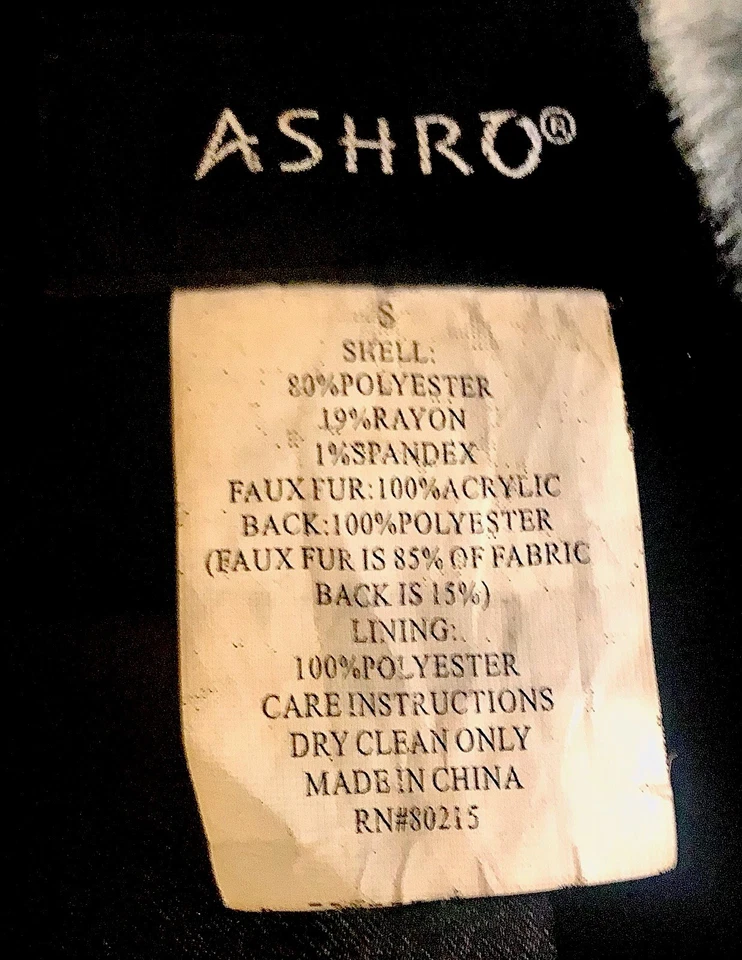 ASHRO®
S
SHELL:
80%POLYESTER
19%RAYON
1%SPANDEX
FAUX FUR:100%ACRYLIC
BACK:100%POLYESTER
(FAUX FUR IS 85% OF FABRIC
BACK IS 15%)
LINING:
100%POLYESTER
CARE INSTRUCTIONS
DRY CLEAN ONLY
MADE IN CHINA
RN#80215